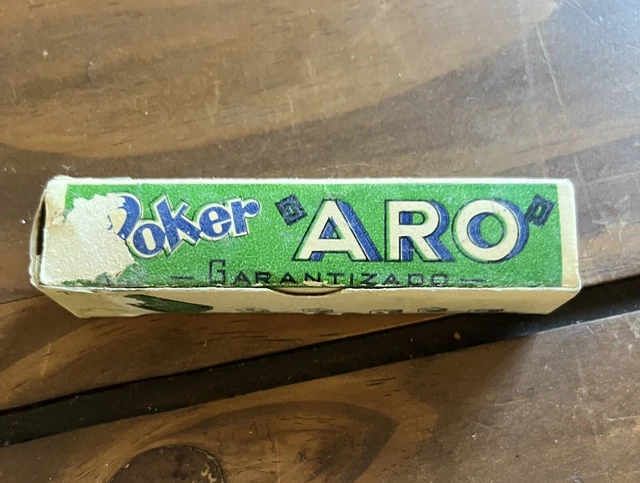 Poker "ARO"
— GARANTIZADO —